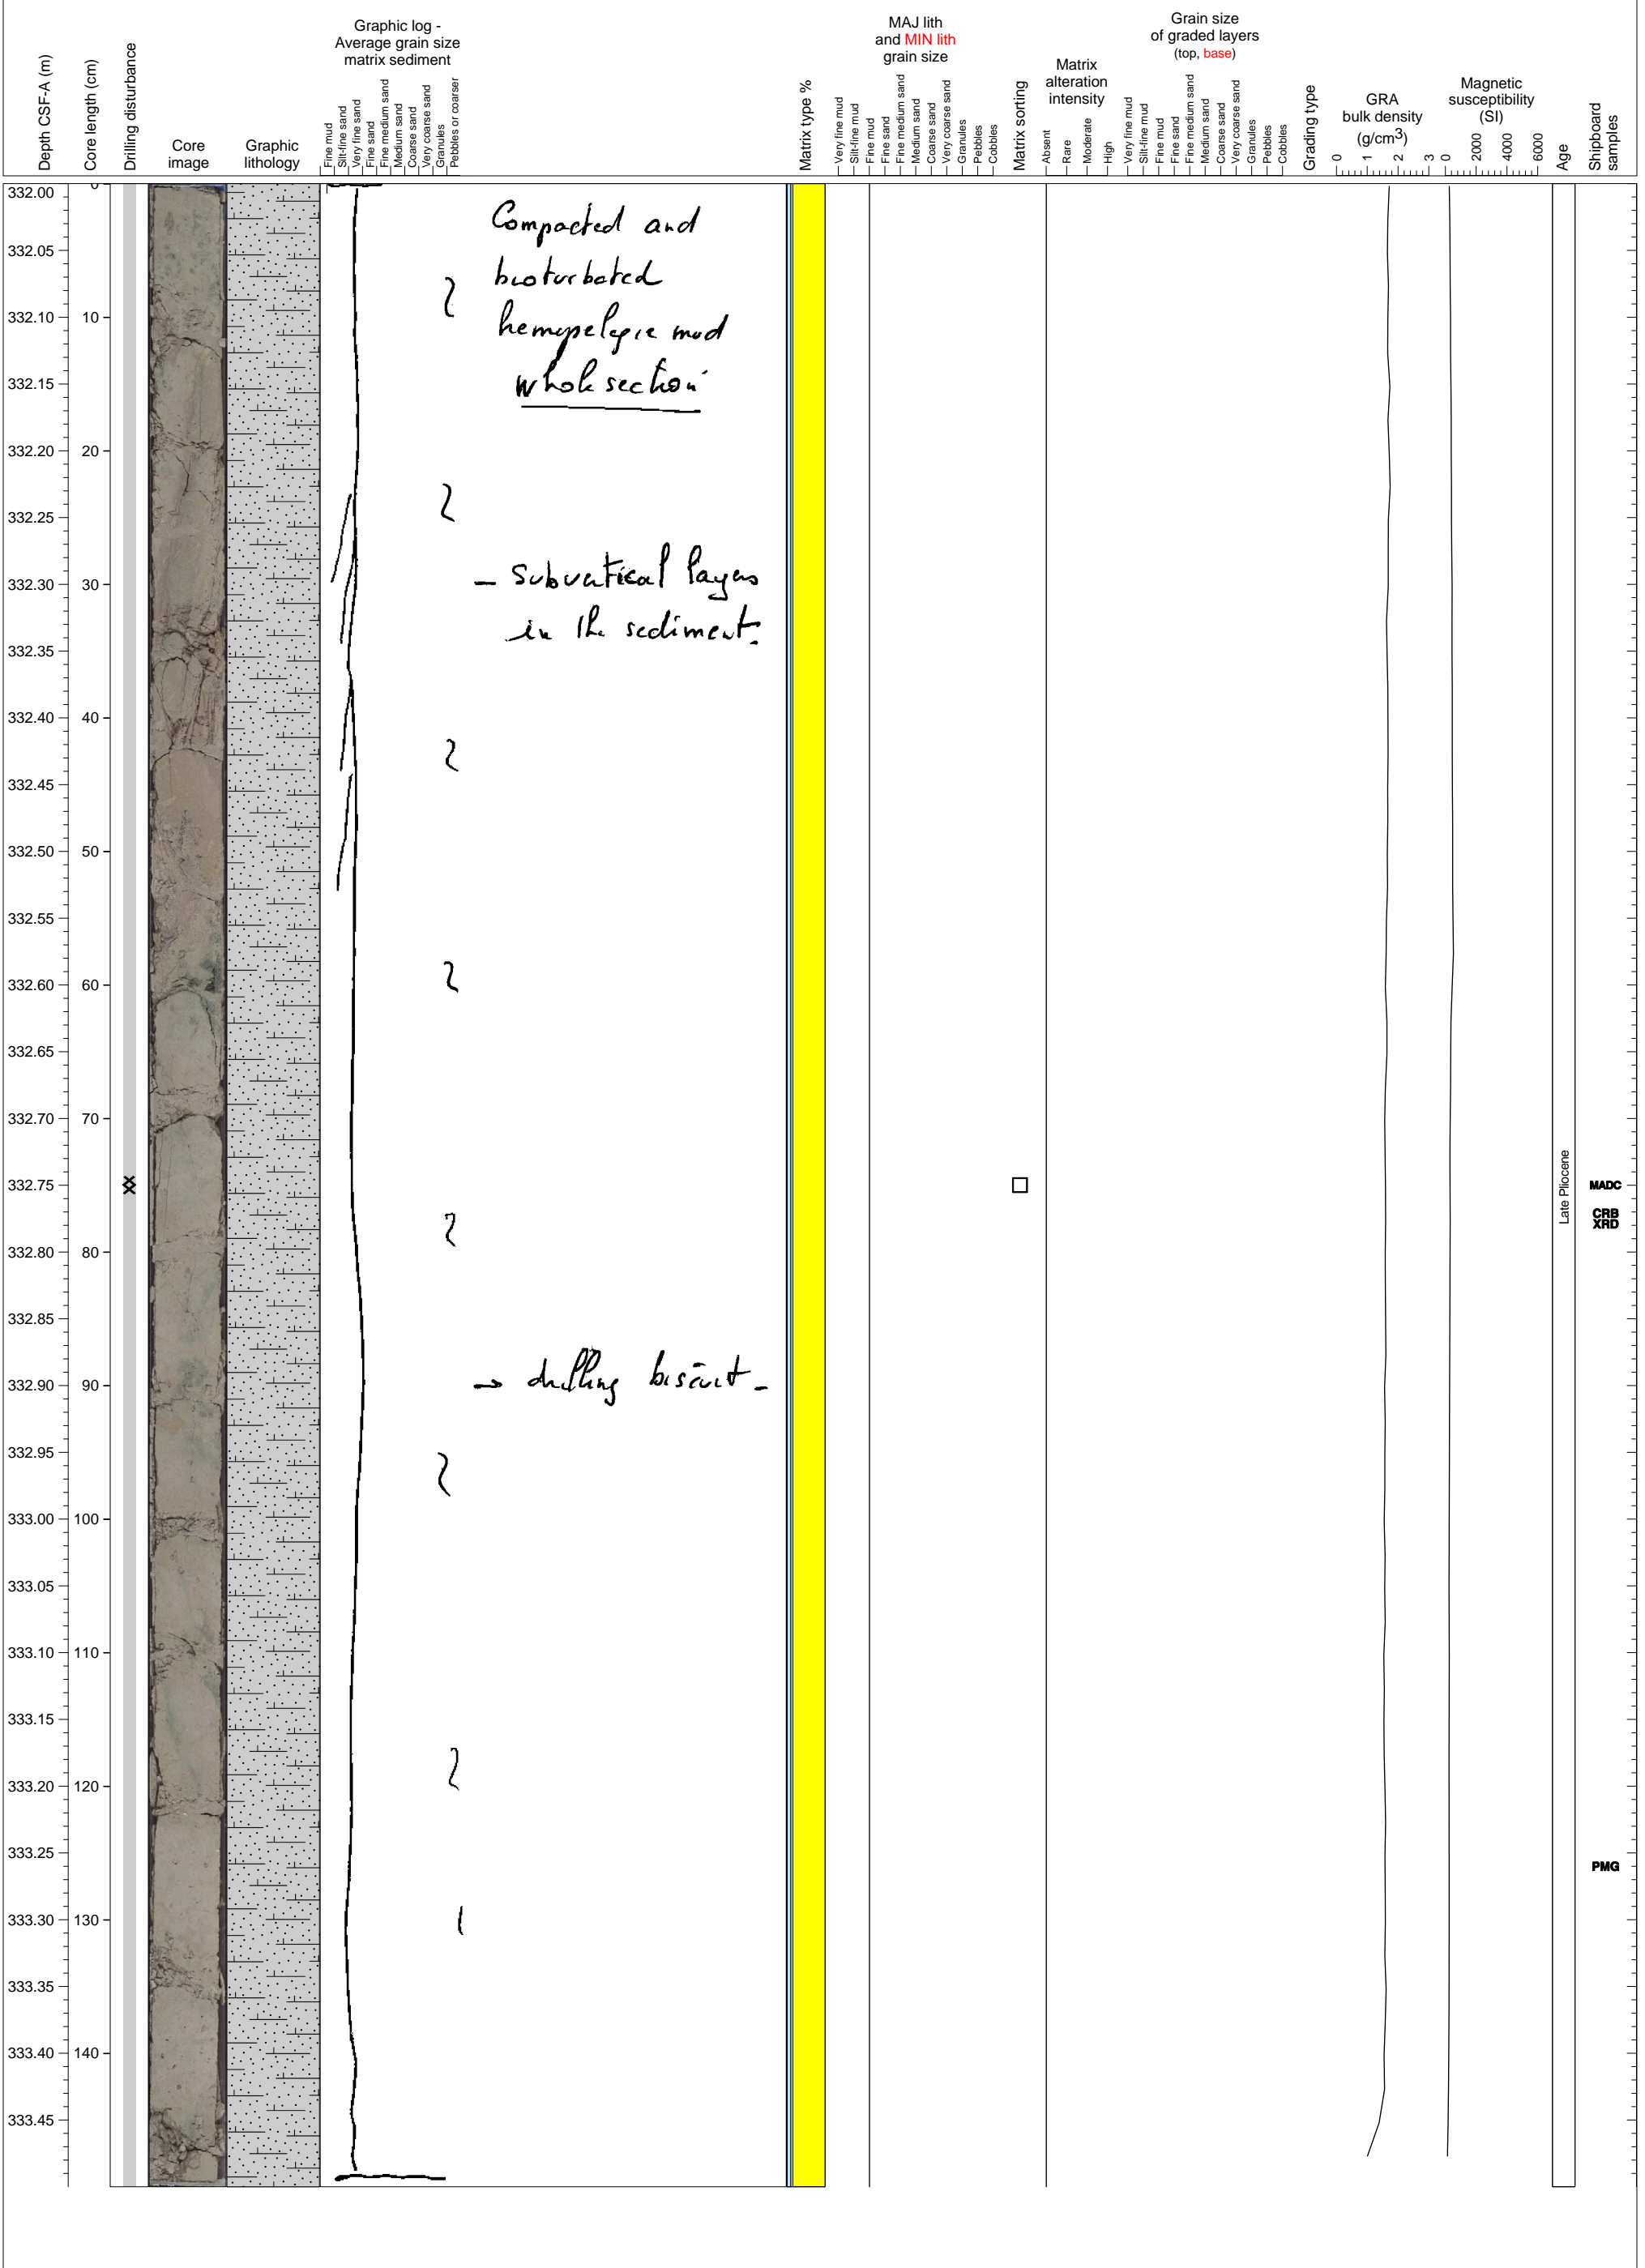 Depth CSF-A (m)
Core length (cm)
Drilling disturbance
Core
image
Graphic
lithology
Graphic log -
Average grain size
matrix sediment
Fine mud
Silt-fine sand
Very fine sand
Fine sand
Fine medium sand
Medium sand
Coarse sand
Very coarse sand
Granules
Pebbles or coarser
Matrix type %
MAJ lith
and MIN lith
grain size
Very fine mud
Silt-fine mud
Fine mud
Fine sand
Fine medium sand
Medium sand
Coarse sand
Very coarse sand
Granules
Pebbles
Cobbles
Matrix sorting
Matrix
alteration
intensity
Absent
Rare
Moderate
High
Grain size
of graded layers
(top, base)
Very fine mud
Silt-fine mud
Fine mud
Fine sand
Fine medium sand
Medium sand
Coarse sand
Very coarse sand
Granules
Pebbles
Cobbles
Grading type
GRA
bulk density
(g/cm3)
0 1 2 3
Magnetic
susceptibility
(SI)
0 2000 4000 6000
Age
Shipboard
samples
332.00 0
332.05
332.10 10
332.15
332.20 20
332.25
332.30 30
332.35
332.40 40
332.45
332.50 50
332.55
332.60 60
332.65
332.70 70
332.75
332.80 80
332.85
332.90 90
332.95
333.00 100
333.05
333.10 110
333.15
333.20 120
333.25
333.30 130
333.35
333.40 140
333.45
Compacted and
bioturbated
hemipelagic mud
whole section
- Subvertical layers
in the sediment.
→ drilling biscuit -
Late Pliocene
MADC
CRB
XRD
PMG